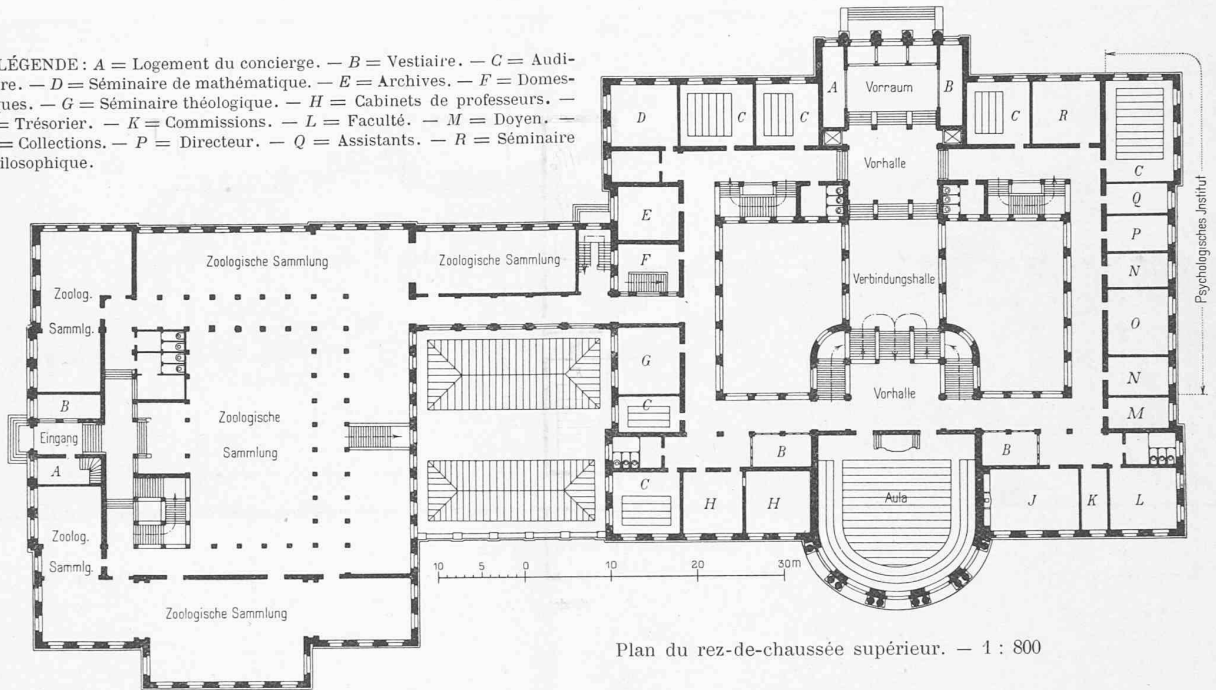 LÉGENDE : A = Logement du concierge. — B = Vestiaire. — C = Audi-
re. — D = Séminaire de mathématique. — E = Archives. — F = Domes-
ques. — G = Séminaire théologique. — H = Cabinets de professeurs. —
= Trésorier. — K = Commissions. — L = Faculté. — M = Doyen. —
= Collections. — P = Directeur. — Q = Assistants. — R = Séminaire
ilosophique.
A
Vorraum
B
D
C
C
C
R
C
Vorhalle
E
Q
P
F
N
Verbindungshalle
O
Psychologisches Institut
G
N
C
Vorhalle
M
B
B
C
H
H
Aula
J
K
L
Zoologische Sammlung
Zoologische Sammlung
Zoolog.
Sammlg.
B
Eingang
A
Zoologische
Sammlung
Zoolog.
Sammlg.
Zoologische Sammlung
10 5 0 10 20 30m
Plan du rez-de-chaussée supérieur. — 1 : 800